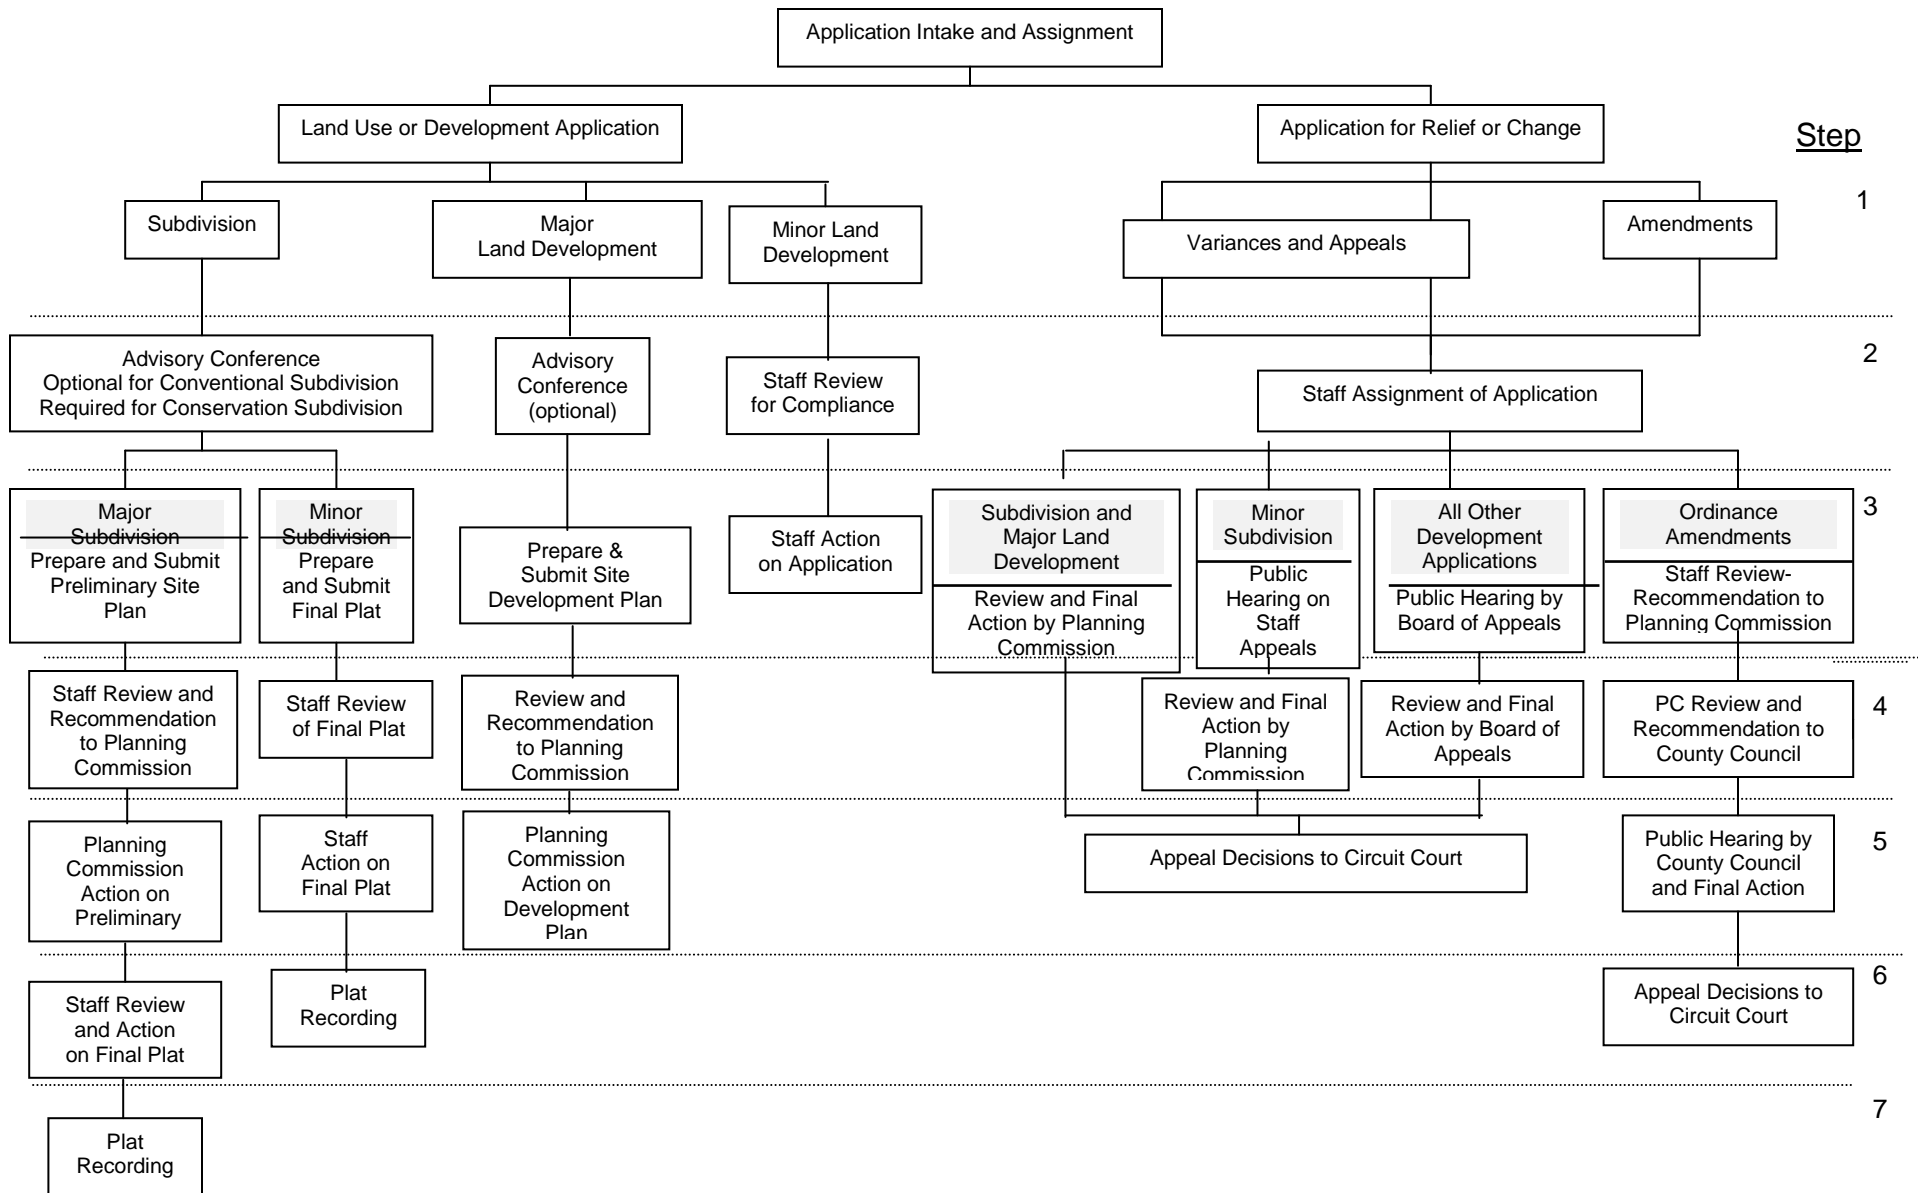 Application Intake and Assignment
Land Use or Development Application
Application for Relief or Change
Step
1
Subdivision
Major
Land Development
Minor Land
Development
Variances and Appeals
Amendments
2
Advisory Conference
Optional for Conventional Subdivision
Required for Conservation Subdivision
Advisory
Conference
(optional)
Staff Review
for Compliance
Staff Assignment of Application
3
Major
Subdivision
Prepare and Submit
Preliminary Site
Plan
Minor
Subdivision
Prepare
and Submit
Final Plat
Prepare &
Submit Site
Development Plan
Staff Action
on Application
Subdivision and
Major Land
Development
Review and Final
Action by Planning
Commission
Minor
Subdivision
Public
Hearing on
Staff
Appeals
All Other
Development
Applications
Public Hearing by
Board of Appeals
Ordinance
Amendments
Staff Review-
Recommendation to
Planning Commission
4
Staff Review and
Recommendation
to Planning
Commission
Staff Review
of Final Plat
Review and
Recommendation
to Planning
Commission
Review and Final
Action by
Planning
Commission
Review and Final
Action by Board of
Appeals
PC Review and
Recommendation to
County Council
5
Planning
Commission
Action on
Preliminary
Staff
Action on
Final Plat
Planning
Commission
Action on
Development
Plan
Appeal Decisions to Circuit Court
Public Hearing by
County Council
and Final Action
6
Staff Review
and Action
on Final Plat
Plat
Recording
Appeal Decisions to
Circuit Court
7
Plat
Recording